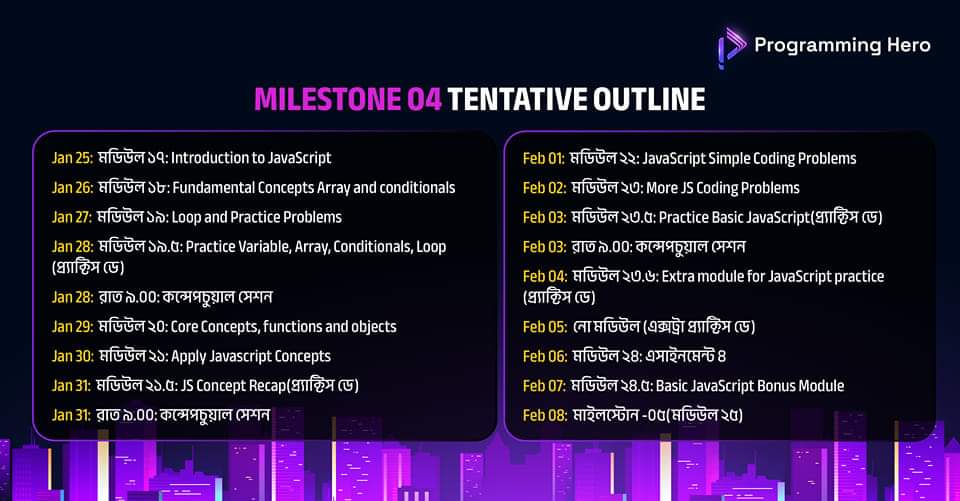 Programming Hero
MILESTONE 04 TENTATIVE OUTLINE
Jan 25: মডিউল ১৭: Introduction to JavaScript
Jan 26: মডিউল ১৮: Fundamental Concepts Array and conditionals
Jan 27: মডিউল ১৯: Loop and Practice Problems
Jan 28: মডিউল ১৯.৫: Practice Variable, Array, Conditionals, Loop
(প্র্যাক্টিস ডে)
Jan 28: রাত ৯.00: কন্সেপচুয়াল সেশন
Jan 29: মডিউল ২০: Core Concepts, functions and objects
Jan 30: মডিউল ২১: Apply Javascript Concepts
Jan 31: মডিউল ২১.৫: JS Concept Recap(প্র্যাক্টিস ডে)
Jan 31: রাত ৯.00: কন্সেপচুয়াল সেশন
Feb 01: মডিউল ২২: JavaScript Simple Coding Problems
Feb 02: মডিউল ২৩: More JS Coding Problems
Feb 03: মডিউল ২৩.৫: Practice Basic JavaScript(প্র্যাক্টিস ডে)
Feb 03: রাত ৯.00: কন্সেপচুয়াল সেশন
Feb 04: মডিউল ২৩.৬: Extra module for JavaScript practice
(প্র্যাক্টিস ডে)
Feb 05: নো মডিউল (এক্সট্রা প্র্যাক্টিস ডে)
Feb 06: মডিউল ২৪: এসাইনমেন্ট ৪
Feb 07: মডিউল ২৪.৫: Basic JavaScript Bonus Module
Feb 08: মাইলস্টোন -০৫(মডিউল ২৫)